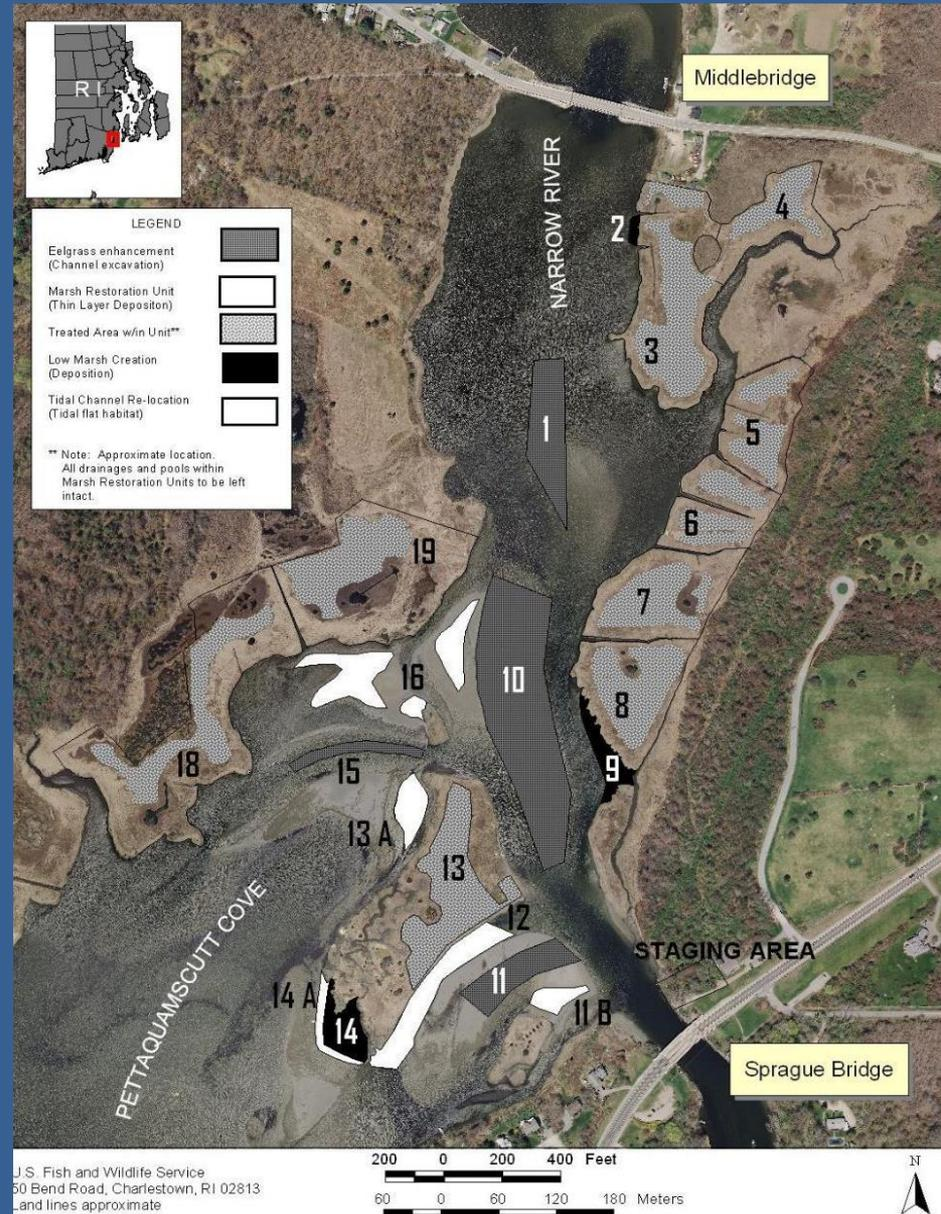 R I
Middlebridge
NARROW RIVER
LEGEND
Eelgrass enhancement
(Channel excavation)
Marsh Restoration Unit
(Thin Layer Depositon)
Treated Area w/in Unit**
Low Marsh Creation
(Deposition)
Tidal Channel Re-location
(Tidal flat habitat)
** Note: Approximate location.
All drainages and pools within
Marsh Restoration Units to be left
intact.
2
4
3
1
5
6
19
7
16
10
8
18
15
9
13 A
13
12
STAGING AREA
11
14 A
14
11 B
PETTAQUAMSCUTT COVE
Sprague Bridge
U.S. Fish and Wildlife Service
50 Bend Road, Charlestown, RI 02813
Land lines approximate
200 0 200 400 Feet
60 0 60 120 180 Meters
N